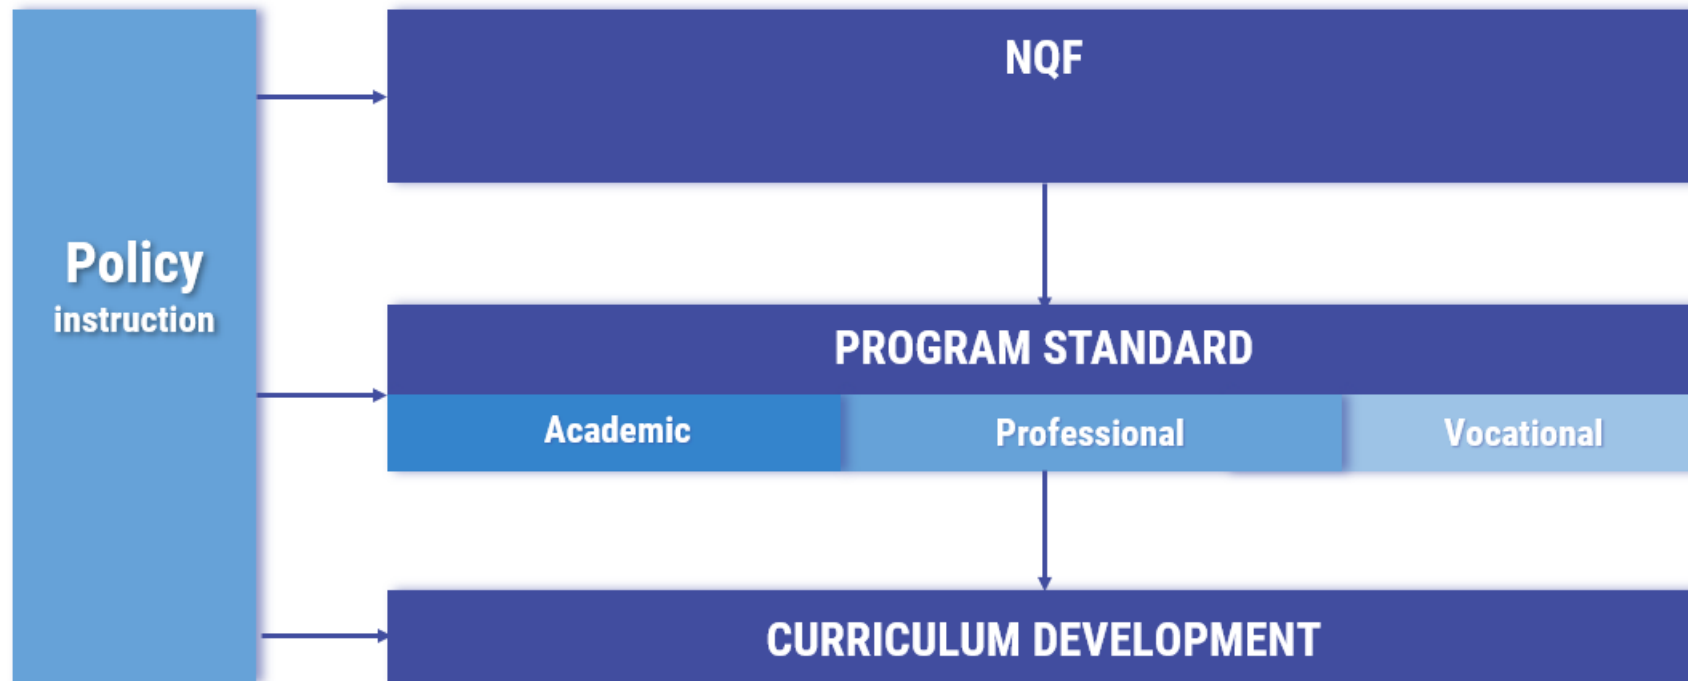 NQF
Policy
instruction
PROGRAM STANDARD
Academic
Professional
Vocational
CURRICULUM DEVELOPMENT